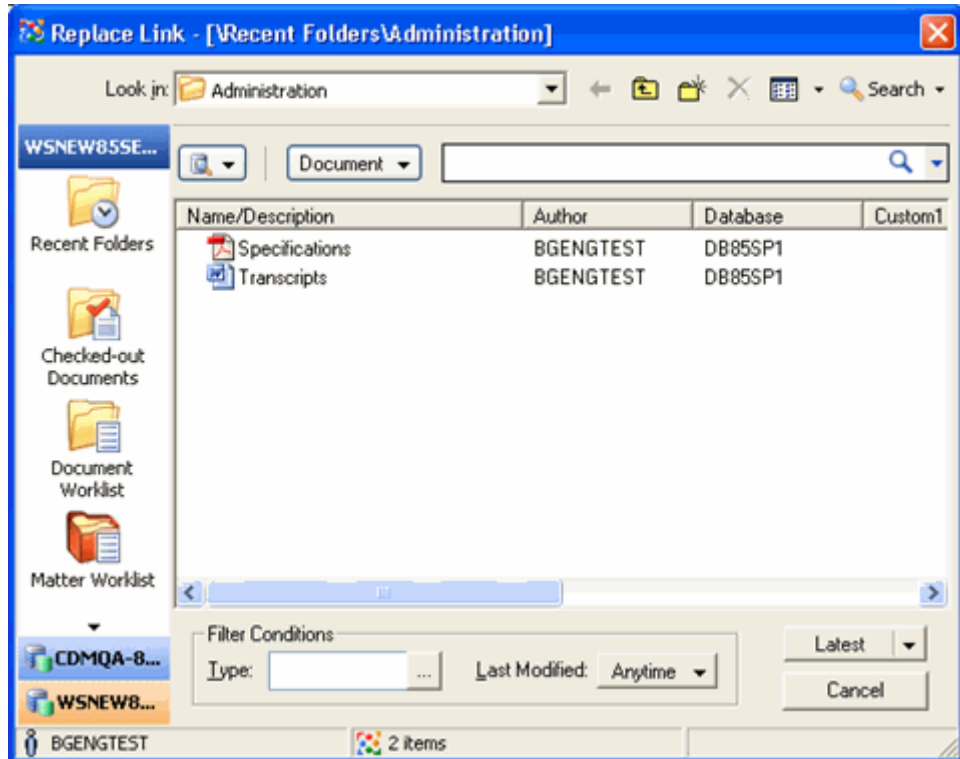 Replace Link - [\Recent Folders\Administration]
Look in: Administration
Search
WSNEW85SE...
Document
Name/Description Author Database Custom1
Specifications BGENGTEST DB85SP1
Transcripts BGENGTEST DB85SP1
Recent Folders
Checked-out
Documents
Document
Worklist
Matter Worklist
CDMQA-8...
WSNEW8...
Filter Conditions
Type: ...
Last Modified: Anytime
Latest
Cancel
BGENGTEST
2 items